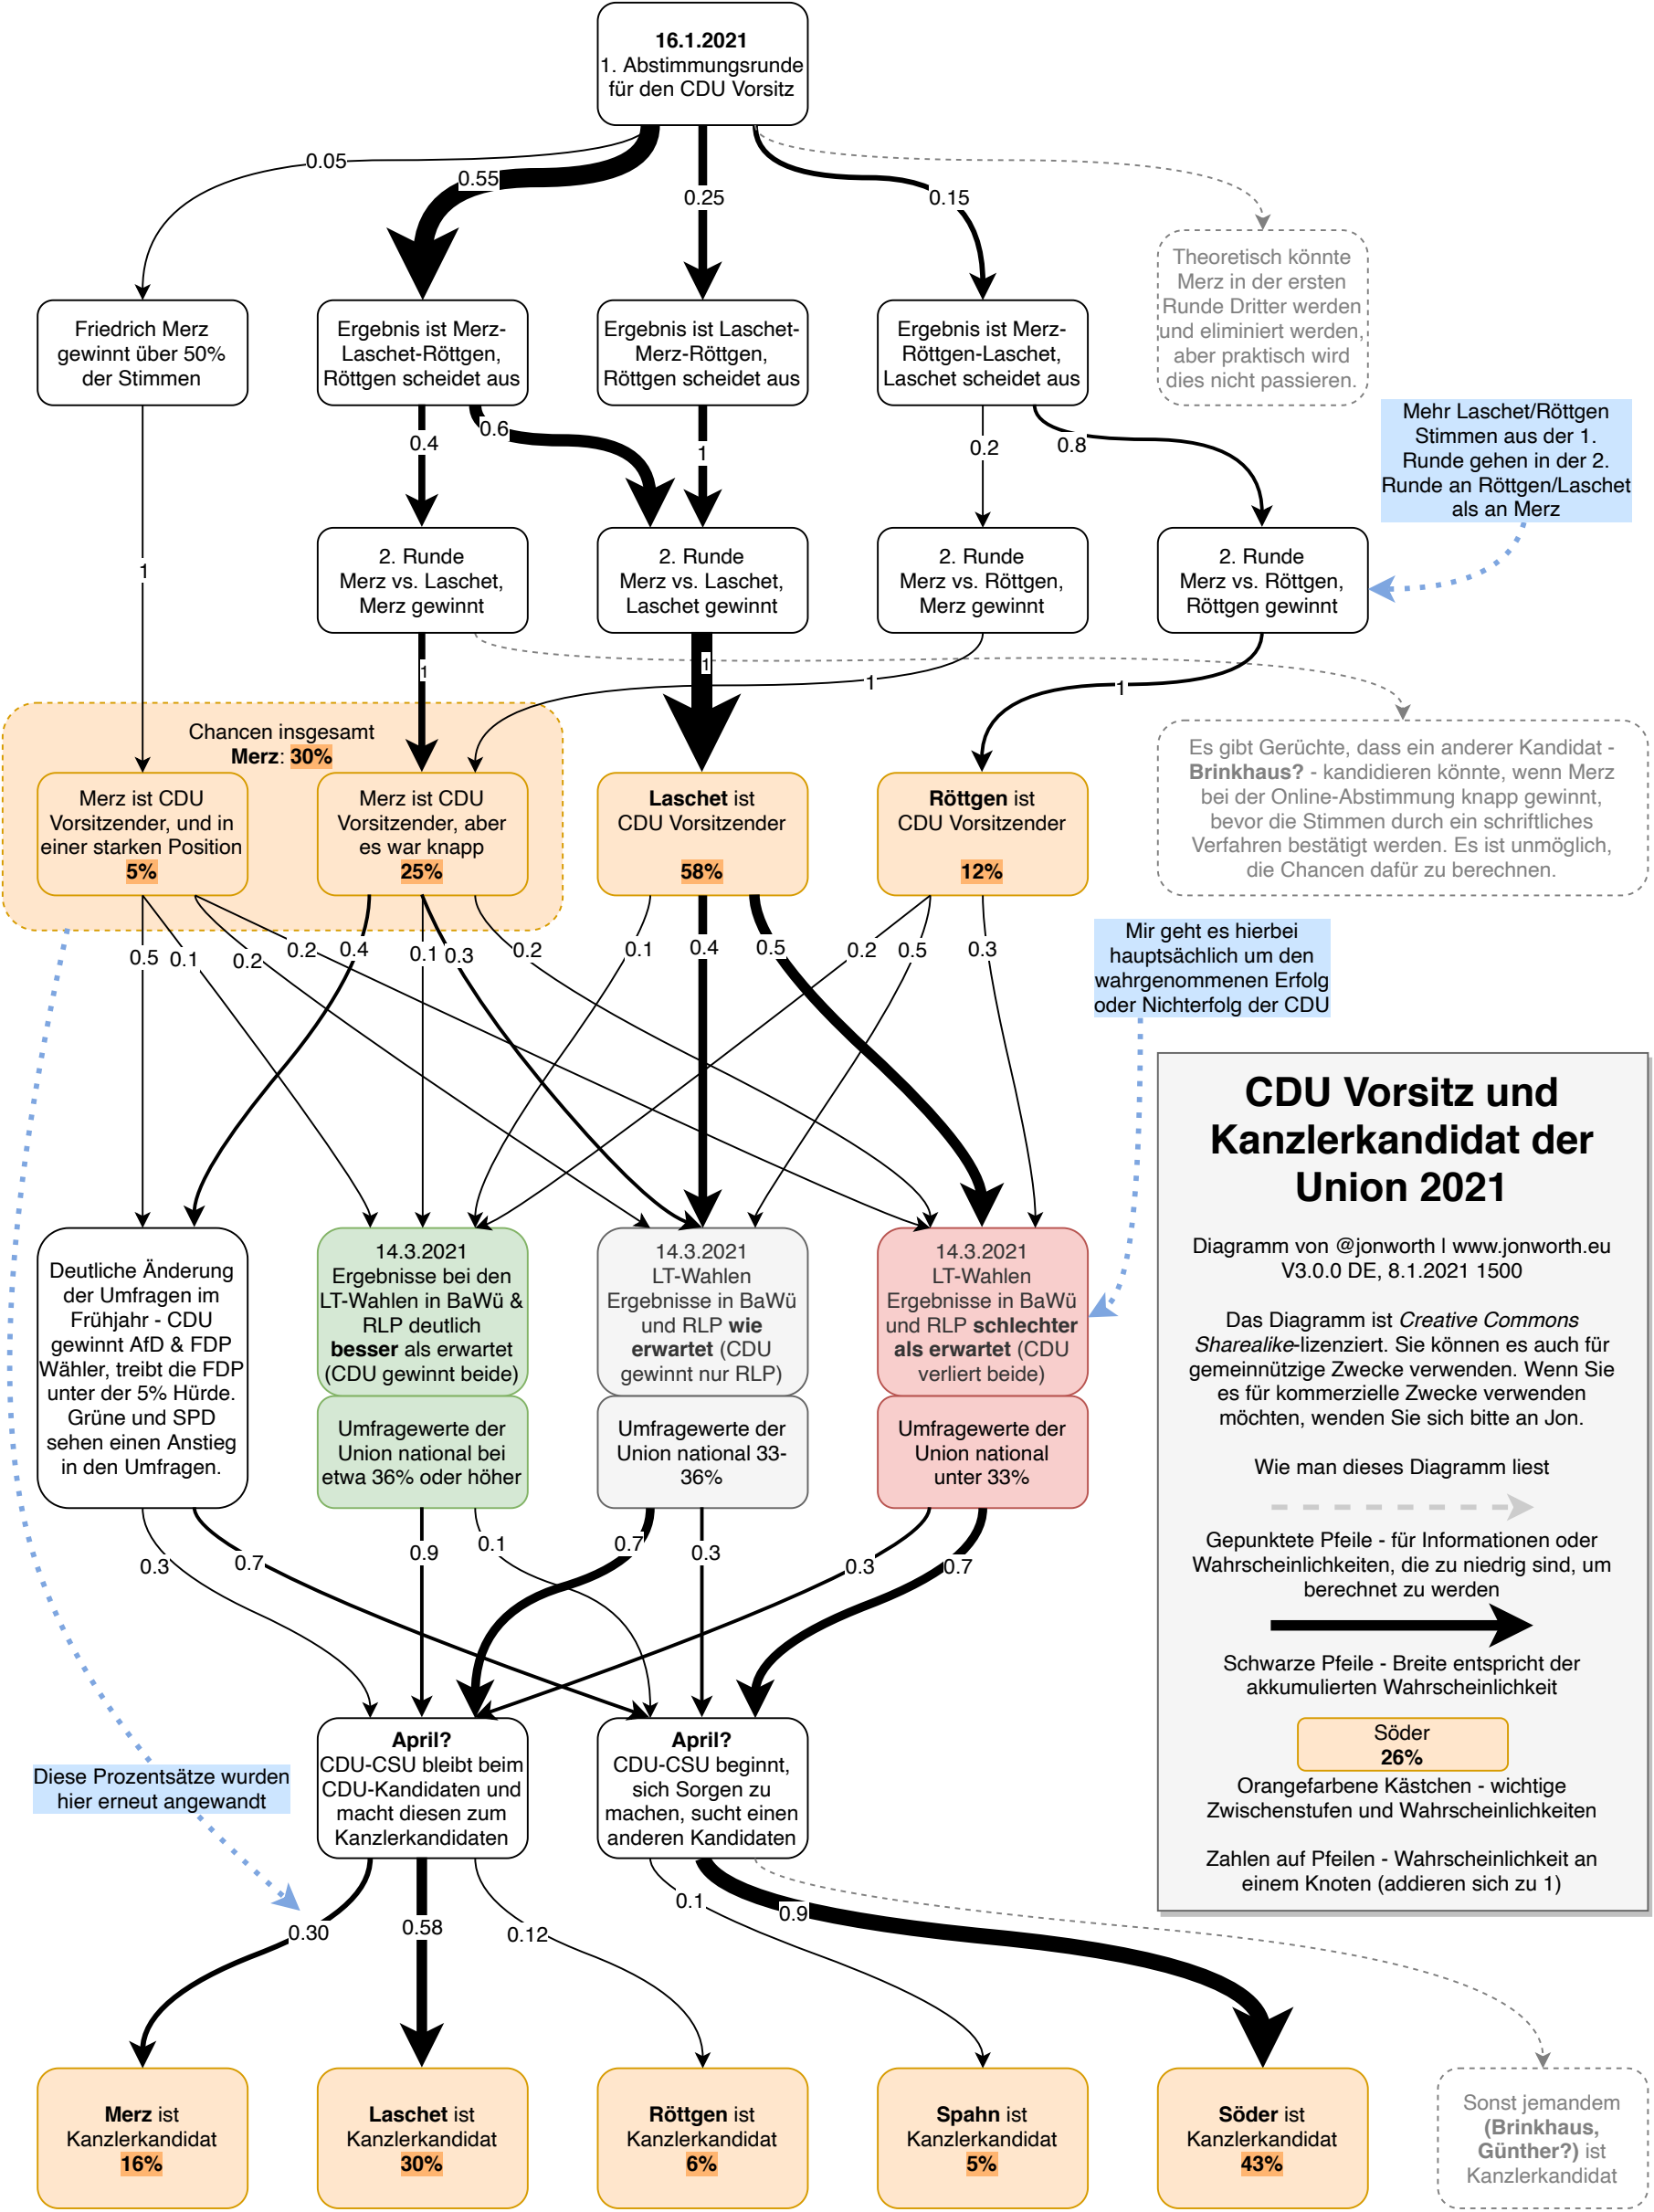 16.1.2021
1. Abstimmungsrunde
für den CDU Vorsitz
0.05
0.55
0.25
0.15
Theoretisch könnte
Merz in der ersten
Runde Dritter werden
und eliminiert werden,
aber praktisch wird
dies nicht passieren.
Friedrich Merz
gewinnt über 50%
der Stimmen
Ergebnis ist Merz-
Laschet-Röttgen,
Röttgen scheidet aus
Ergebnis ist Laschet-
Merz-Röttgen,
Röttgen scheidet aus
Ergebnis ist Merz-
Röttgen-Laschet,
Laschet scheidet aus
Mehr Laschet/Röttgen
Stimmen aus der 1.
Runde gehen in der 2.
Runde an Röttgen/Laschet
als an Merz
0.4
0.6
1
0.2
0.8
1
2. Runde
Merz vs. Laschet,
Merz gewinnt
2. Runde
Merz vs. Laschet,
Laschet gewinnt
2. Runde
Merz vs. Röttgen,
Merz gewinnt
2. Runde
Merz vs. Röttgen,
Röttgen gewinnt
1
1
1
1
Chancen insgesamt
Merz: 30%
Merz ist CDU
Vorsitzender, und in
einer starken Position
5%
Merz ist CDU
Vorsitzender, aber
es war knapp
25%
Laschet ist
CDU Vorsitzender
58%
Röttgen ist
CDU Vorsitzender
12%
Es gibt Gerüchte, dass ein anderer Kandidat -
Brinkhaus? - kandidieren könnte, wenn Merz
bei der Online-Abstimmung knapp gewinnt,
bevor die Stimmen durch ein schriftliches
Verfahren bestätigt werden. Es ist unmöglich,
die Chancen dafür zu berechnen.
0.5
0.1
0.2
0.2
0.4
0.1
0.3
0.2
0.1
0.4
0.5
0.2
0.5
0.3
Mir geht es hierbei
hauptsächlich um den
wahrgenommenen Erfolg
oder Nichterfolg der CDU
Deutliche Änderung
der Umfragen im
Frühjahr - CDU
gewinnt AfD & FDP
Wähler, treibt die FDP
unter der 5% Hürde.
Grüne und SPD
sehen einen Anstieg
in den Umfragen.
14.3.2021
Ergebnisse bei den
LT-Wahlen in BaWü &
RLP deutlich
besser als erwartet
(CDU gewinnt beide)
Umfragewerte der
Union national bei
etwa 36% oder höher
14.3.2021
LT-Wahlen
Ergebnisse in BaWü
und RLP wie
erwartet (CDU
gewinnt nur RLP)
Umfragewerte der
Union national 33-
36%
14.3.2021
LT-Wahlen
Ergebnisse in BaWü
und RLP schlechter
als erwartet (CDU
verliert beide)
Umfragewerte der
Union national
unter 33%
0.3
0.7
0.9
0.1
0.7
0.3
0.3
0.7
April?
CDU-CSU bleibt beim
CDU-Kandidaten und
macht diesen zum
Kanzlerkandidaten
April?
CDU-CSU beginnt,
sich Sorgen zu
machen, sucht einen
anderen Kandidaten
Diese Prozentsätze wurden
hier erneut angewandt
0.30
0.58
0.12
0.1
0.9
Merz ist
Kanzlerkandidat
16%
Laschet ist
Kanzlerkandidat
30%
Röttgen ist
Kanzlerkandidat
6%
Spahn ist
Kanzlerkandidat
5%
Söder ist
Kanzlerkandidat
43%
Sonst jemandem
(Brinkhaus,
Günther?) ist
Kanzlerkandidat
CDU Vorsitz und
Kanzlerkandidat der
Union 2021
Diagramm von @jonworth | www.jonworth.eu
V3.0.0 DE, 8.1.2021 1500
Das Diagramm ist Creative Commons
Sharealike-lizenziert. Sie können es auch für
gemeinnützige Zwecke verwenden. Wenn Sie
es für kommerzielle Zwecke verwenden
möchten, wenden Sie sich bitte an Jon.
Wie man dieses Diagramm liest
Gepunktete Pfeile - für Informationen oder
Wahrscheinlichkeiten, die zu niedrig sind, um
berechnet zu werden
Schwarze Pfeile - Breite entspricht der
akkumulierten Wahrscheinlichkeit
Söder
26%
Orangefarbene Kästchen - wichtige
Zwischenstufen und Wahrscheinlichkeiten
Zahlen auf Pfeilen - Wahrscheinlichkeit an
einem Knoten (addieren sich zu 1)